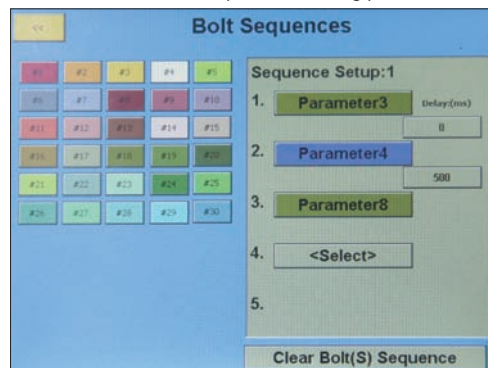 <<
Bolt Sequences
#1 #2 #3 #4 #5
#6 #7 #8 #9 #10
#11 #12 #13 #14 #15
#16 #17 #18 #19 #20
#21 #22 #23 #24 #25
#26 #27 #28 #29 #30
Sequence Setup:1
1. Parameter3 Delay:(ms)
0
2. Parameter4
500
3. Parameter8
4. <Select>
5.
Clear Bolt(S) Sequence